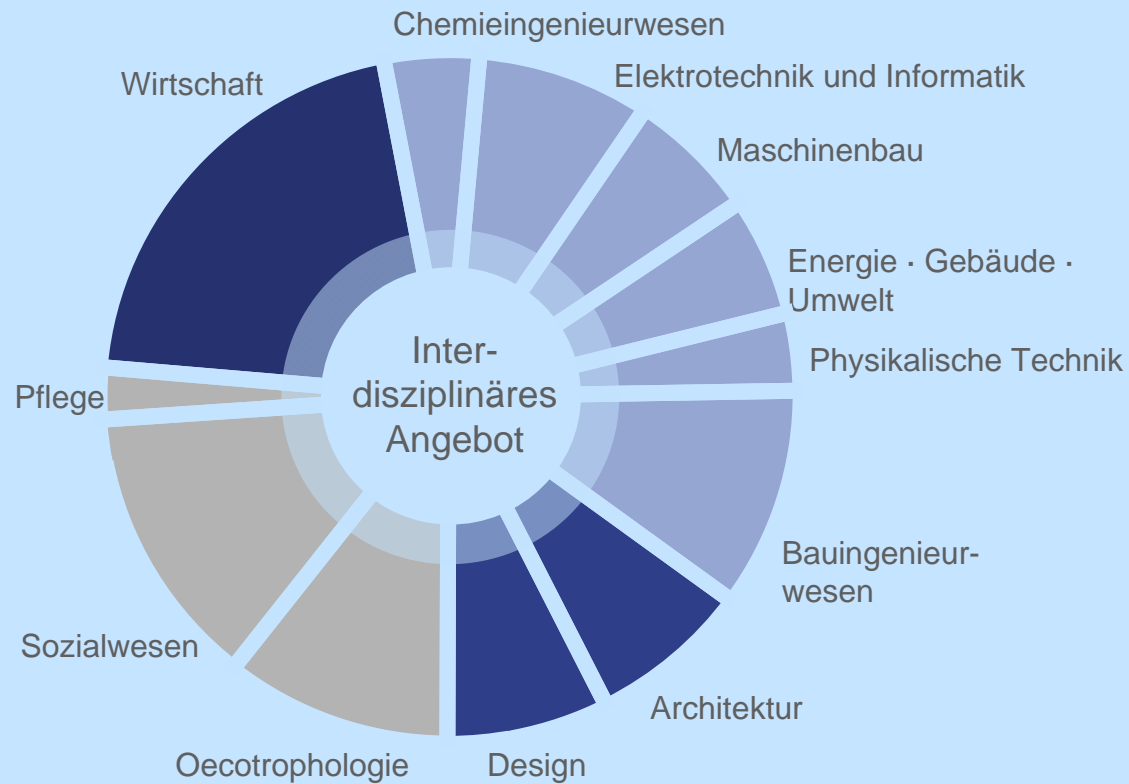 Chemieingenieurwesen
Wirtschaft
Elektrotechnik und Informatik
Maschinenbau
Energie · Gebäude ·
Umwelt
Physikalische Technik
Inter-
disziplinäres
Angebot
Pflege
Bauingenieur-
wesen
Sozialwesen
Architektur
Oecotrophologie
Design